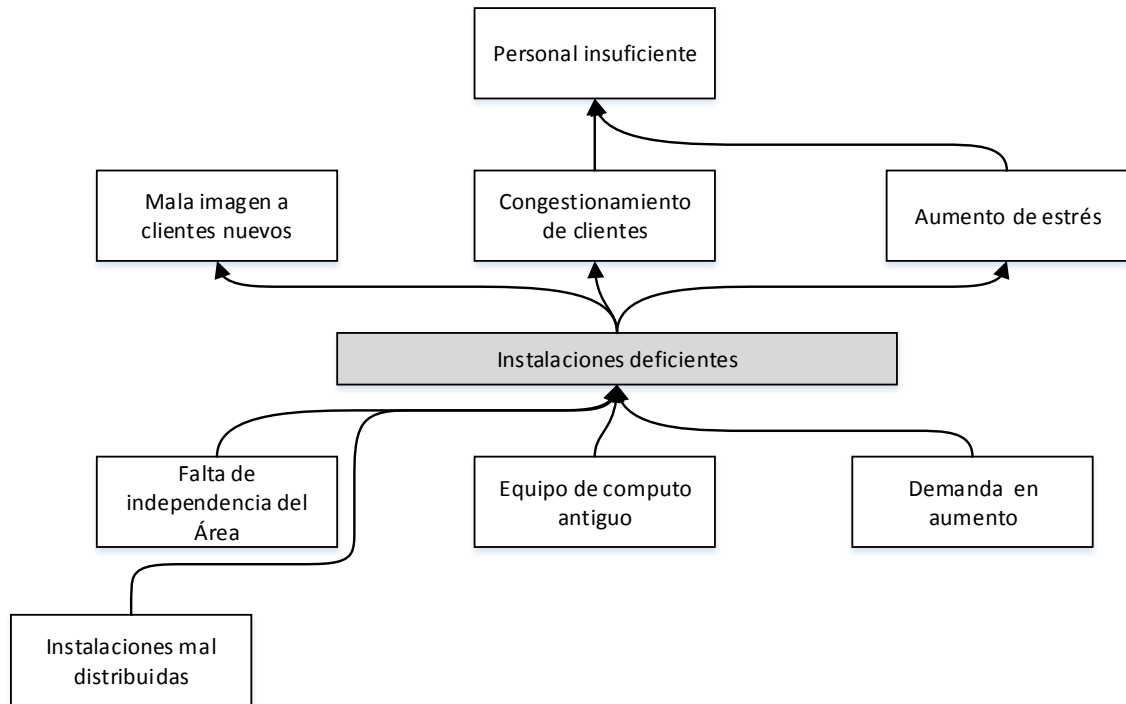 Personal insuficiente
Mala imagen a
clientes nuevos
Congestionamiento
de clientes
Aumento de estrés
Instalaciones deficientes
Falta de
independencia del
Área
Equipo de computo
antiguo
Demanda en
aumento
Instalaciones mal
distribuidas